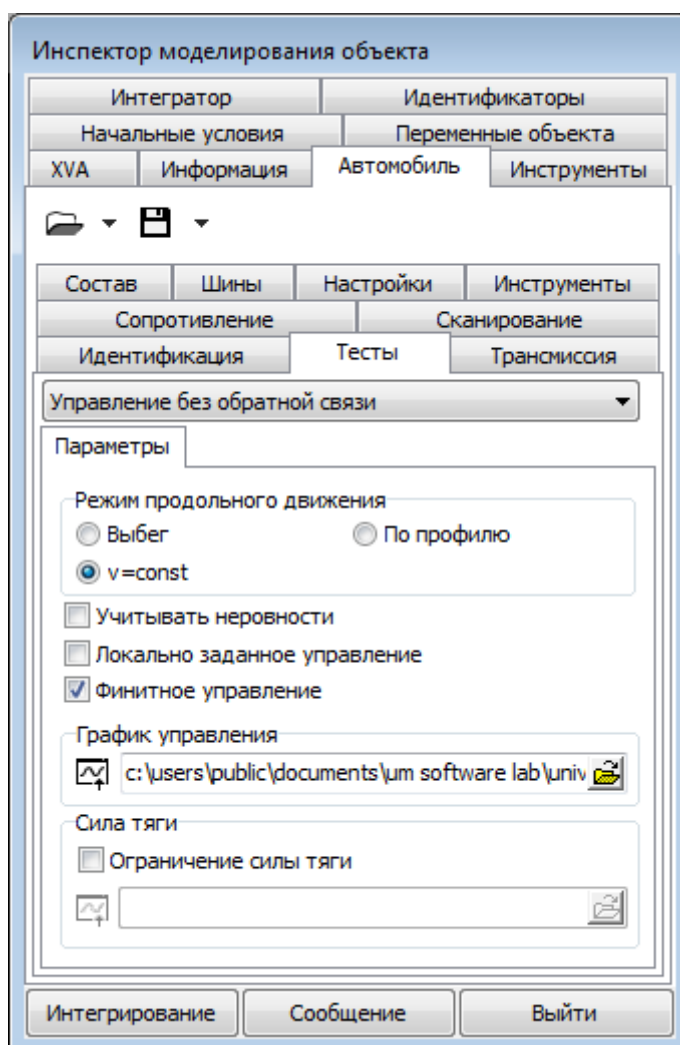 Инспектор моделирования объекта
Интегратор Идентификаторы
Начальные условия Переменные объекта
XVA Информация Автомобиль Инструменты
Состав Шины Настройки Инструменты
Сопротивление Сканирование
Идентификация Тесты Трансмиссия
Управление без обратной связи
Параметры
Режим продольного движения
Выбег По профилю
v=const
Учитывать неровности
Локально заданное управление
Финитное управление
График управления
c:\users\public\documents\um software lab\univ
Сила тяги
Ограничение силы тяги
Интегрирование Сообщение Выйти